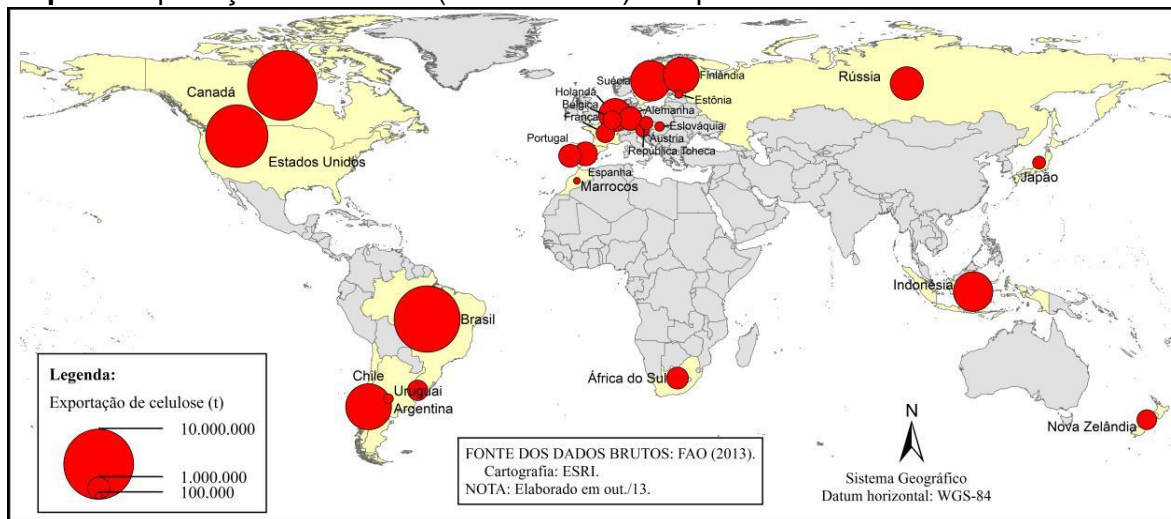 Canadá
Estados Unidos
Suécia
Finlândia
Estônia
Holanda
Bélgica
França
Alemanha
Eslováquia
Áustria
República Tcheca
Portugal
Espanha
Marrocos
Rússia
Japão
Indonésia
Brasil
Chile
Uruguai
Argentina
África do Sul
Nova Zelândia
Legenda:
Exportação de celulose (t)
10.000.000
1.000.000
100.000
FONTE DOS DADOS BRUTOS: FAO (2013).
Cartografia: ESRI.
NOTA: Elaborado em out./13.
N
Sistema Geográfico
Datum horizontal: WGS-84